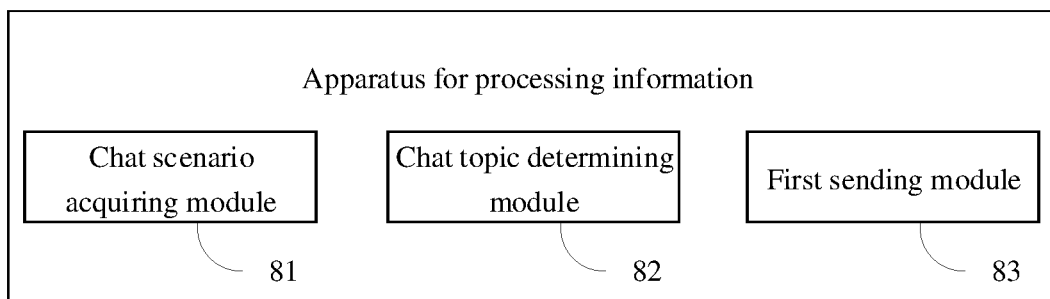 Apparatus for processing information
Chat scenario
acquiring module
Chat topic determining
module
First sending module
81
82
83